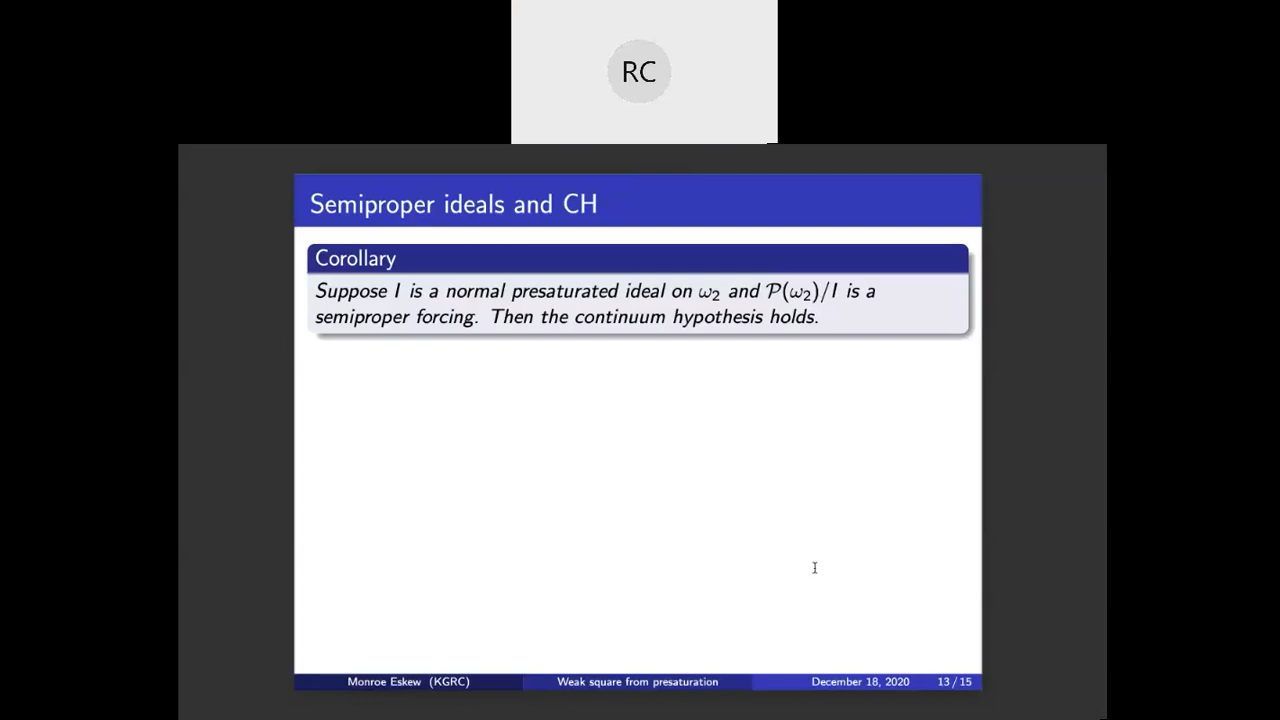 RC
Semiproper ideals and CH
Corollary
Suppose I is a normal presaturated ideal on ω₂ and 𝒫(ω₂)/I is a
semiproper forcing. Then the continuum hypothesis holds.
Monroe Eskew (KGRC) Weak square from presaturation December 18, 2020 13 / 15